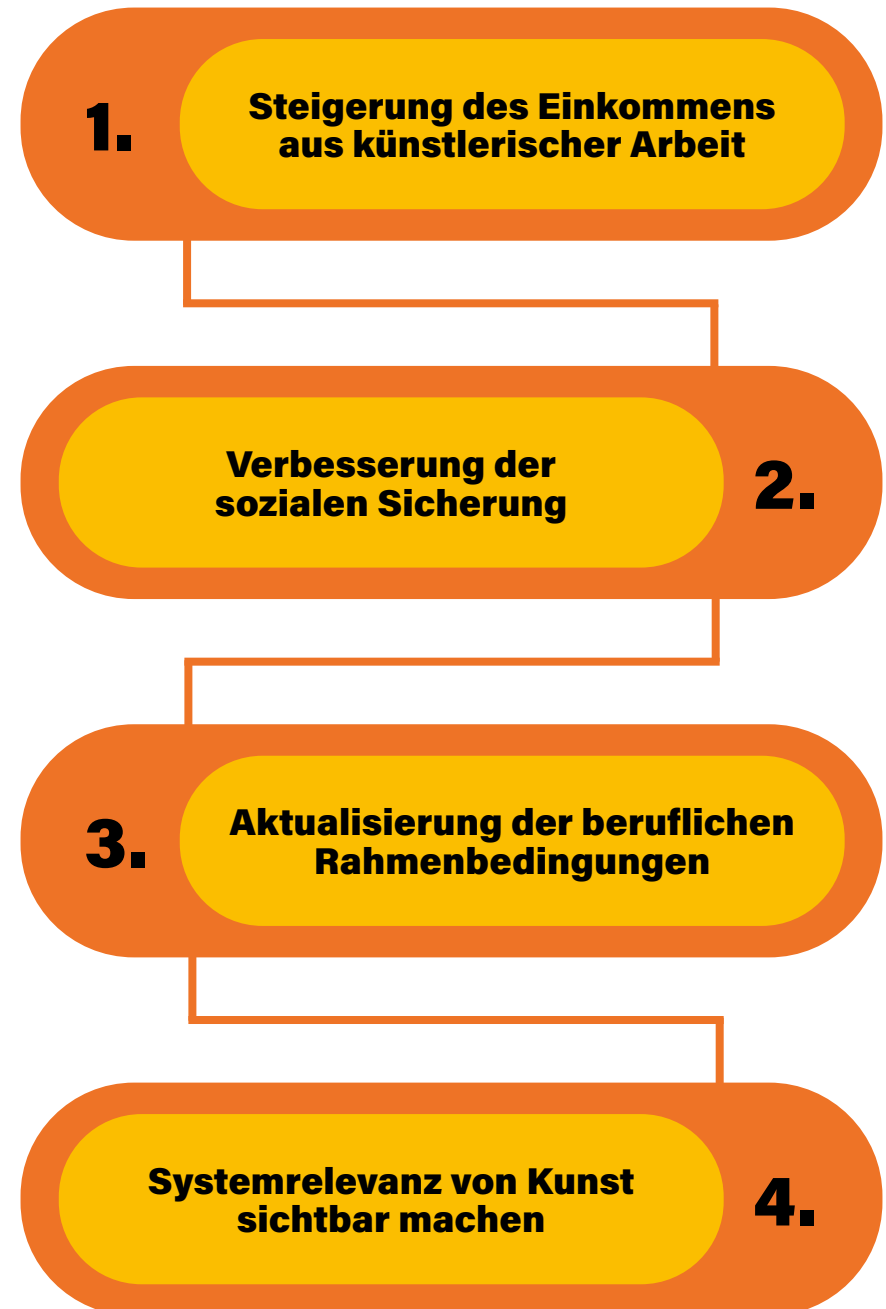 1.
Steigerung des Einkommens
aus künstlerischer Arbeit
Verbesserung der
sozialen Sicherung
2.
3.
Aktualisierung der beruflichen
Rahmenbedingungen
Systemrelevanz von Kunst
sichtbar machen
4.